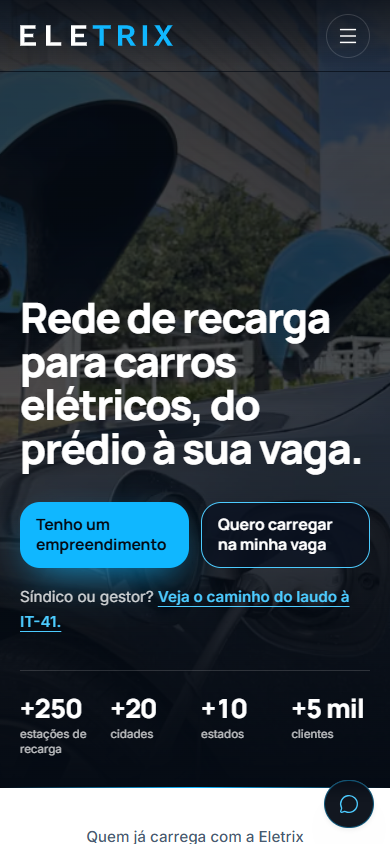 ELETRIX
Rede de recarga
para carros
elétricos, do
prédio à sua vaga.
Tenho um
empreendimento
Quero carregar
na minha vaga
Síndico ou gestor? Veja o caminho do laudo à
IT-41.
+250
estações de
recarga
+20
cidades
+10
estados
+5 mil
clientes
Quem já carrega com a Eletrix